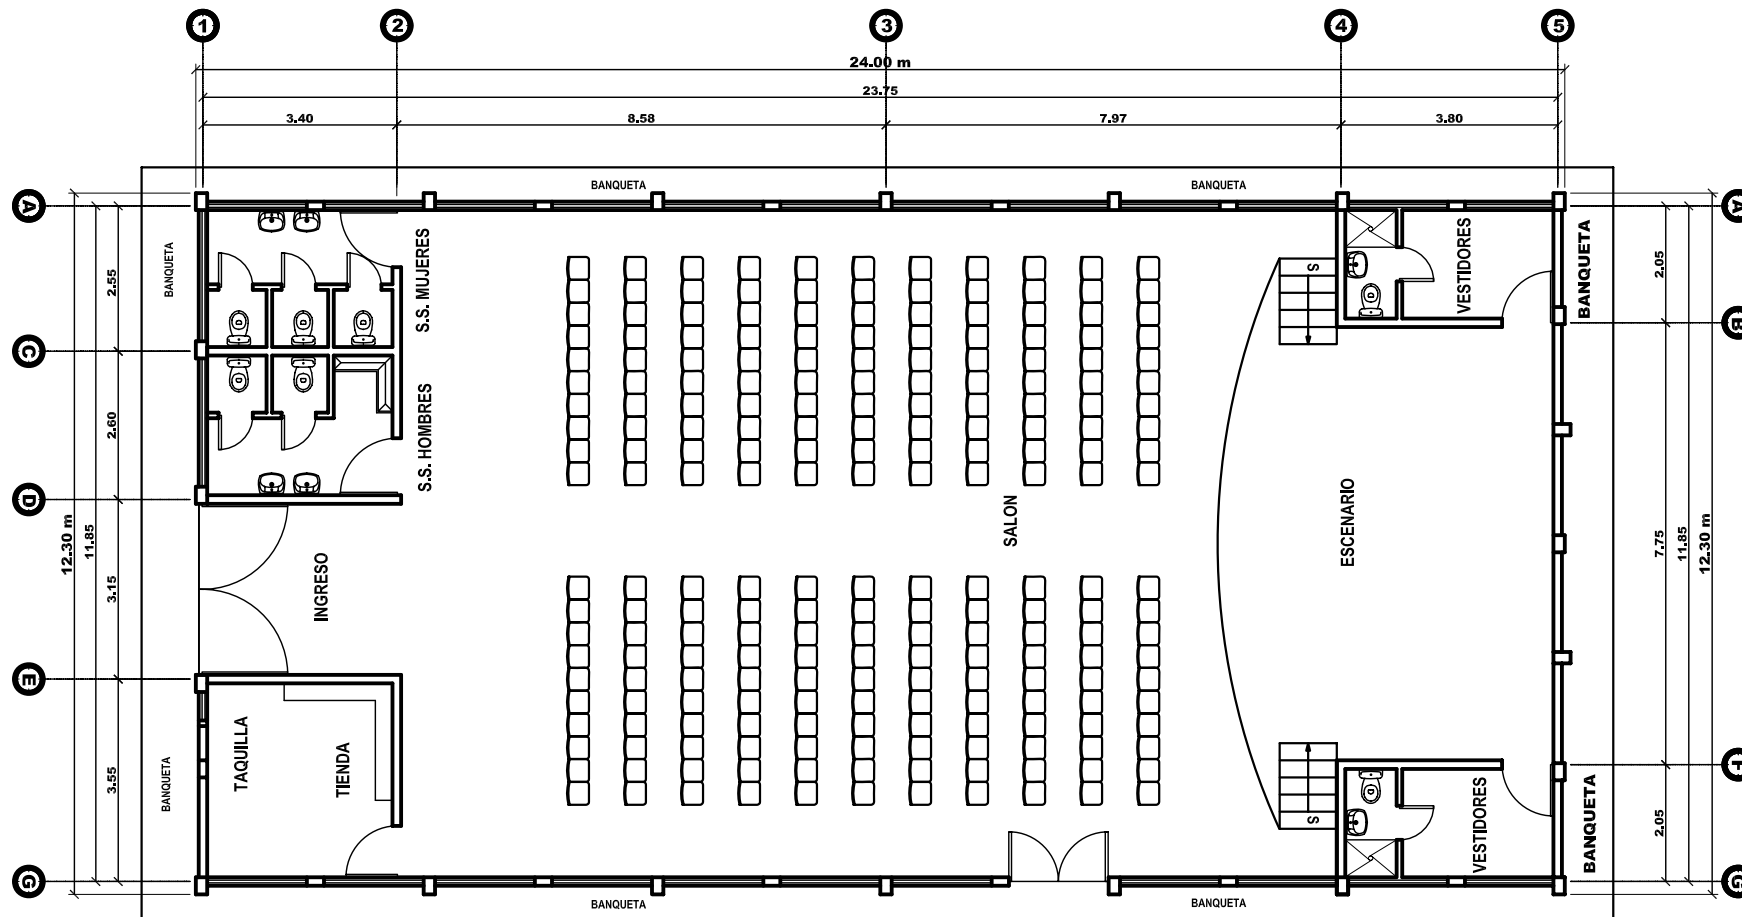 1
2
3
4
5
24.00 m
23.75
3.40
8.58
7.97
3.80
BANQUETA
BANQUETA
A
A
2.55
BANQUETA
S.S. MUJERES
S
VESTIDORES
BANQUETA
2.05
B
C
2.60
S.S. HOMBRES
D
12.30 m
11.85
3.15
INGRESO
SALON
ESCENARIO
7.75
11.85
12.30 m
E
3.55
BANQUETA
TAQUILLA
TIENDA
S
VESTIDORES
BANQUETA
2.05
F
G
G
BANQUETA
BANQUETA